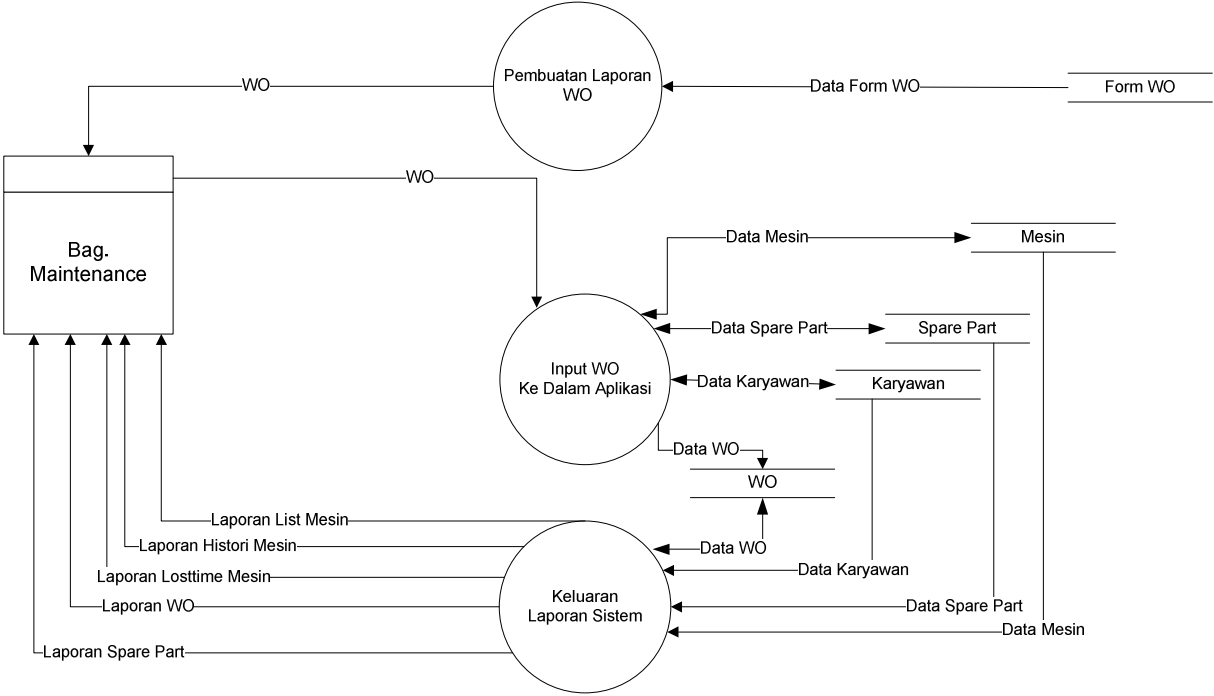 Pembuatan Laporan
WO
WO
Data Form WO
Form WO
WO
Bag.
Maintenance
Data Mesin
Mesin
Data Spare Part
Spare Part
Input WO
Ke Dalam Aplikasi
Data Karyawan
Karyawan
Data WO
WO
Laporan List Mesin
Laporan Histori Mesin
Data WO
Laporan Losttime Mesin
Data Karyawan
Keluaran
Laporan Sistem
Laporan WO
Data Spare Part
Data Mesin
Laporan Spare Part